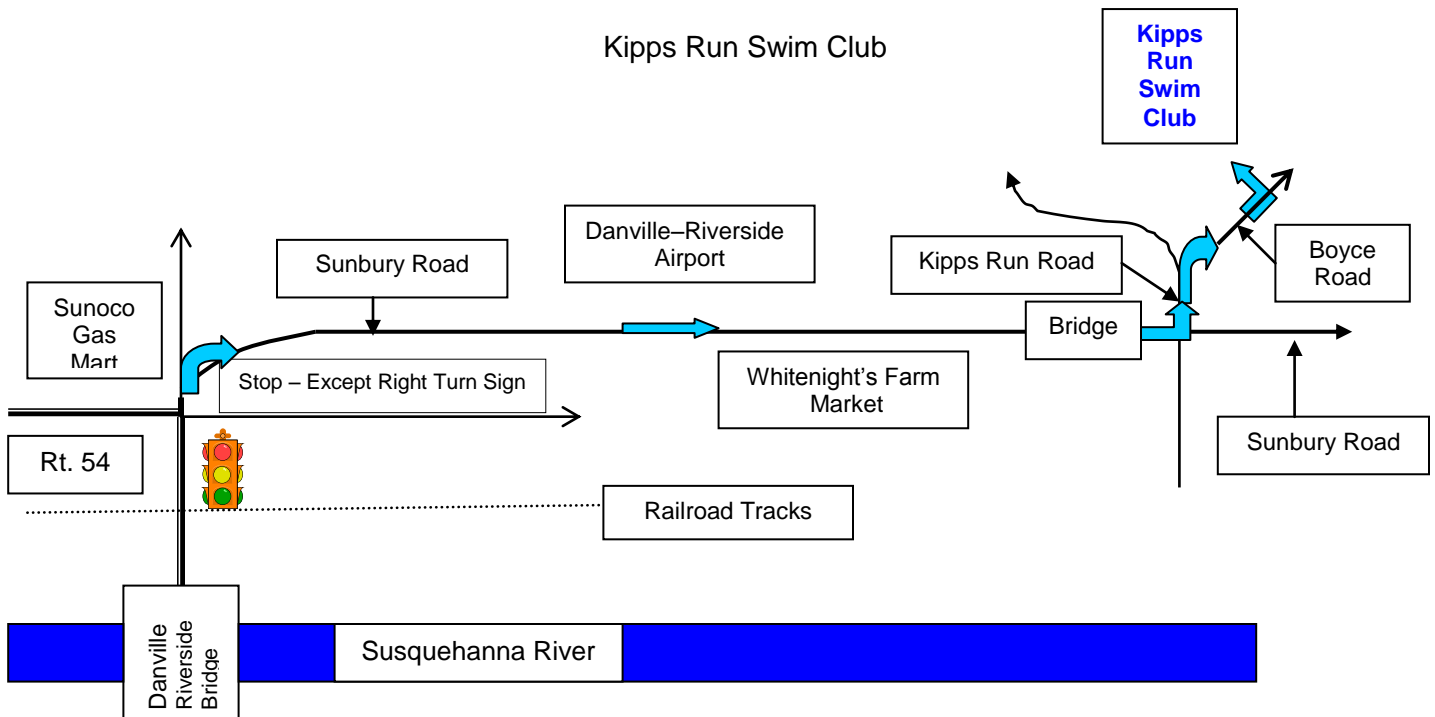 Kipps Run Swim Club
Kipps
Run
Swim
Club
Danville–Riverside
Airport
Sunbury Road
Kipps Run Road
Boyce
Road
Sunoco
Gas
Mart
Bridge
Stop – Except Right Turn Sign
Whitenight's Farm
Market
Sunbury Road
Rt. 54
Railroad Tracks
Susquehanna River
Danville
Riverside
Bridge